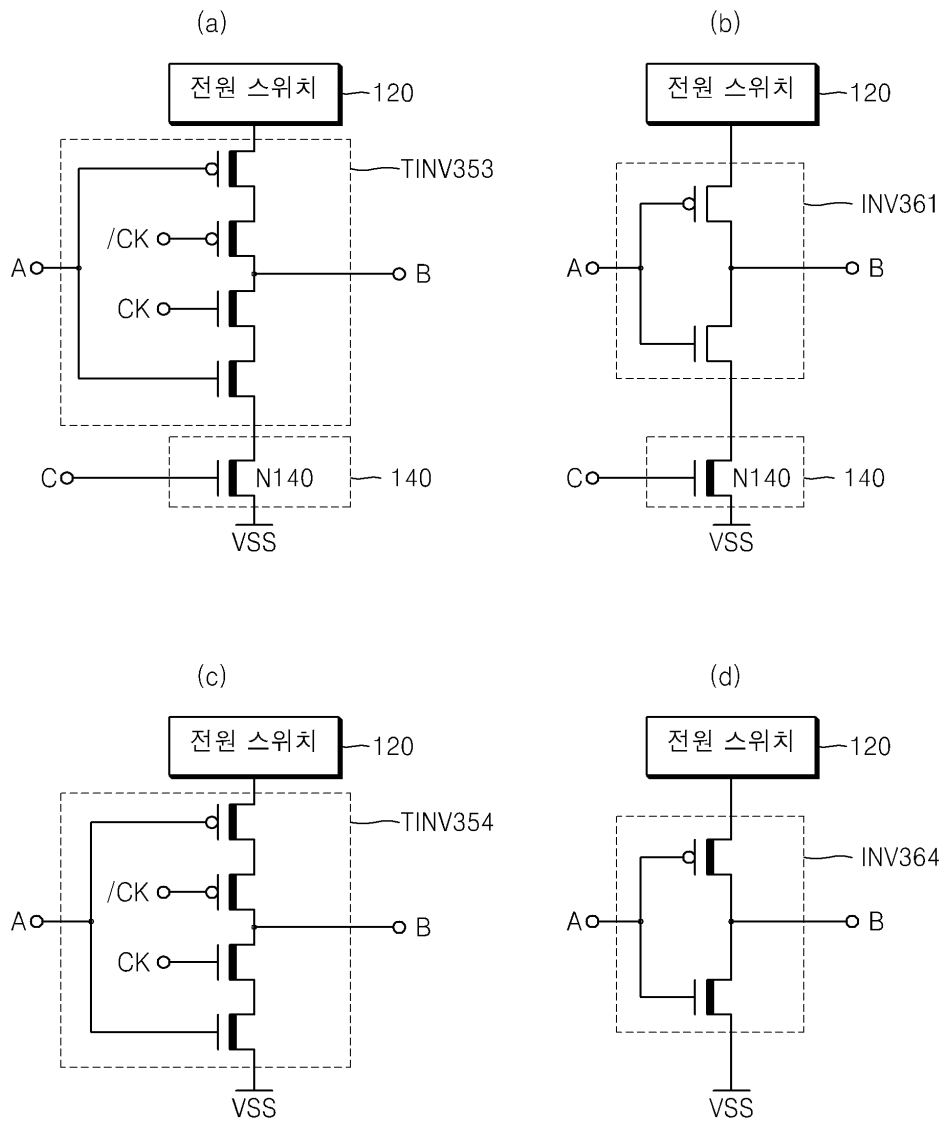 (a)
전원 스위치
120
TINV353
/CK
A
B
CK
C
N140
140
VSS
(b)
전원 스위치
120
INV361
A
B
C
N140
140
VSS
(c)
전원 스위치
120
TINV354
/CK
A
B
CK
VSS
(d)
전원 스위치
120
INV364
A
B
VSS